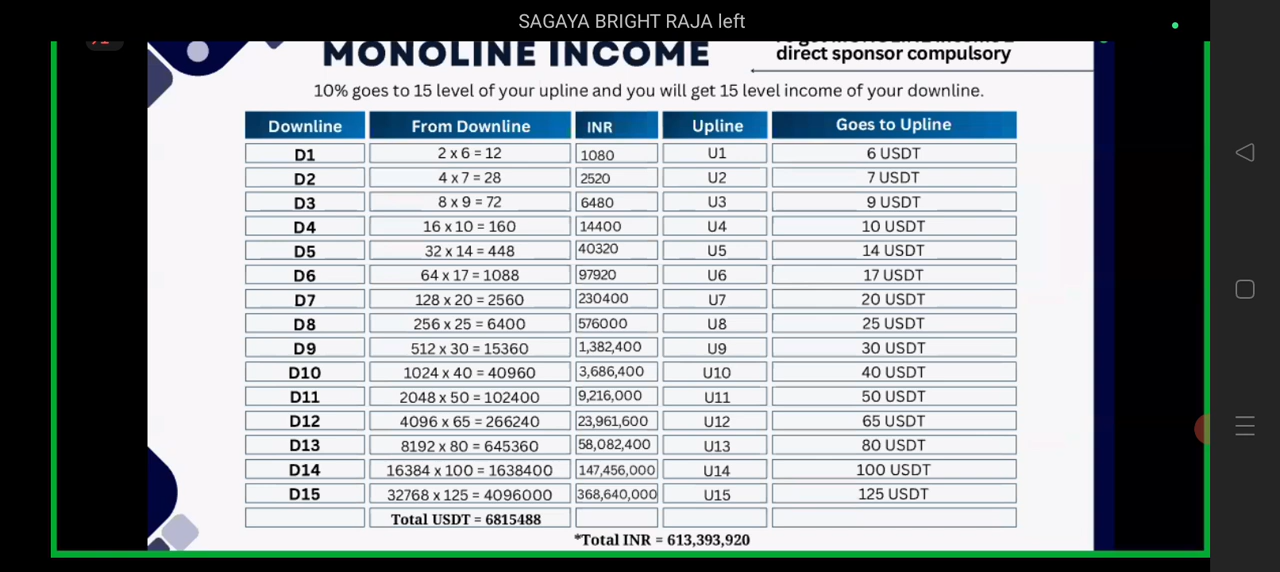 SAGAYA BRIGHT RAJA left
MONOLINE INCOME
direct sponsor compulsory
10% goes to 15 level of your upline and you will get 15 level income of your downline.
Downline From Downline INR Upline Goes to Upline
D1 2 x 6 = 12 1080 U1 6 USDT
D2 4 x 7 = 28 2520 U2 7 USDT
D3 8 x 9 = 72 6480 U3 9 USDT
D4 16 x 10 = 160 14400 U4 10 USDT
D5 32 x 14 = 448 40320 U5 14 USDT
D6 64 x 17 = 1088 97920 U6 17 USDT
D7 128 x 20 = 2560 230400 U7 20 USDT
D8 256 x 25 = 6400 576000 U8 25 USDT
D9 512 x 30 = 15360 1,382,400 U9 30 USDT
D10 1024 x 40 = 40960 3,686,400 U10 40 USDT
D11 2048 x 50 = 102400 9,216,000 U11 50 USDT
D12 4096 x 65 = 266240 23,961,600 U12 65 USDT
D13 8192 x 80 = 645360 58,082,400 U13 80 USDT
D14 16384 x 100 = 1638400 147,456,000 U14 100 USDT
D15 32768 x 125 = 4096000 368,640,000 U15 125 USDT
Total USDT = 6815488
*Total INR = 613,393,920